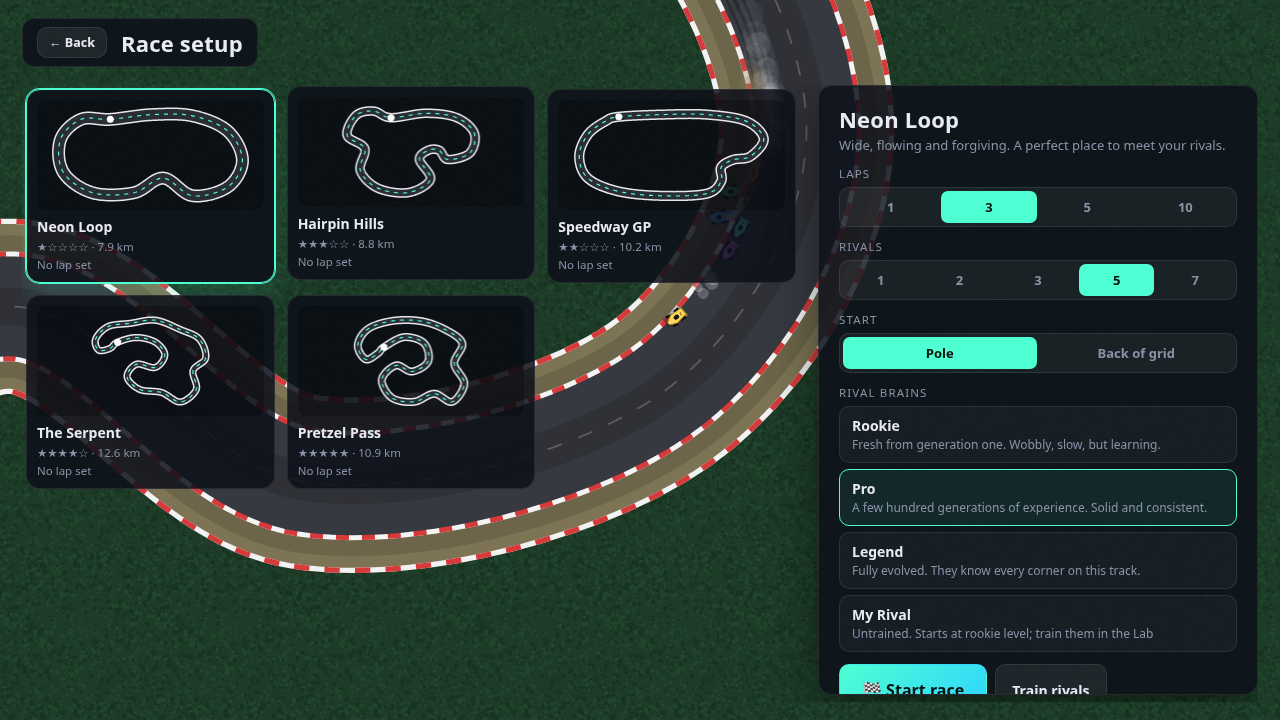 ← Back
Race setup
Neon Loop
★☆☆☆☆ · 7.9 km
No lap set
Hairpin Hills
★★★☆☆ · 8.8 km
No lap set
Speedway GP
★★☆☆☆ · 10.2 km
No lap set
The Serpent
★★★★☆ · 12.6 km
No lap set
Pretzel Pass
★★★★★ · 10.9 km
No lap set
Neon Loop
Wide, flowing and forgiving. A perfect place to meet your rivals.
LAPS
1 3 5 10
RIVALS
1 2 3 5 7
START
Pole Back of grid
RIVAL BRAINS
Rookie
Fresh from generation one. Wobbly, slow, but learning.
Pro
A few hundred generations of experience. Solid and consistent.
Legend
Fully evolved. They know every corner on this track.
My Rival
Untrained. Starts at rookie level; train them in the Lab
Start race Train rivals